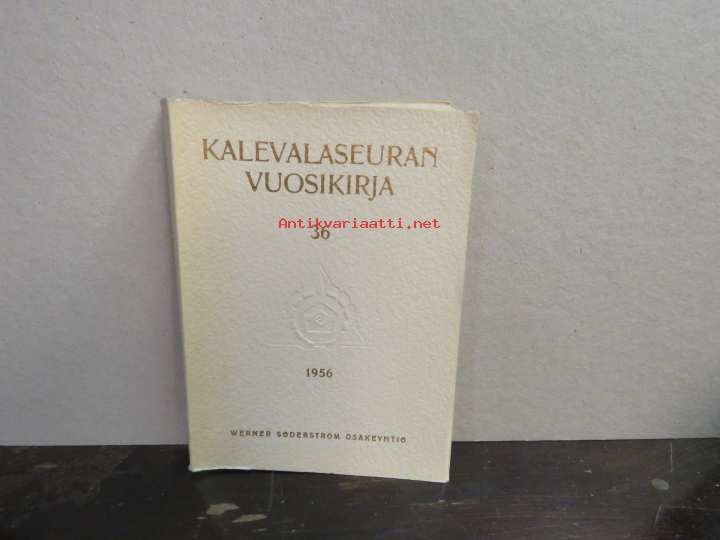 KALEVALASEURAN
VUOSIKIRJA
Antikvariaatti.net
36
1956
WERNER SÖDERSTRÖM OSAKEYHTIÖ